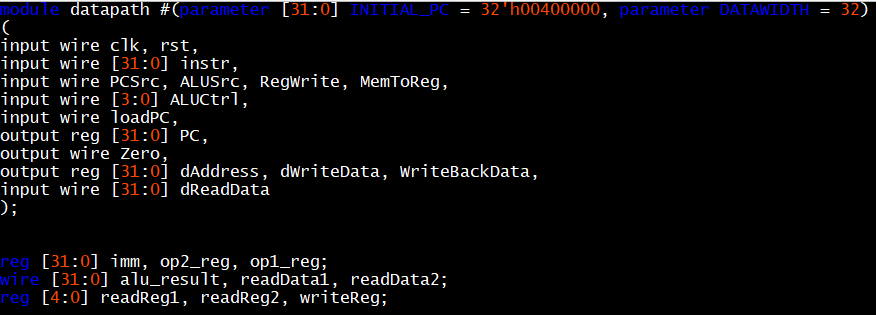 module datapath #(parameter [31:0] INITIAL_PC = 32'h00400000, parameter DATAWIDTH = 32)
(
input wire clk, rst,
input wire [31:0] instr,
input wire PCSrc, ALUSrc, RegWrite, MemToReg,
input wire [3:0] ALUCtrl,
input wire loadPC,
output reg [31:0] PC,
output wire Zero,
output reg [31:0] dAddress, dWriteData, WriteBackData,
input wire [31:0] dReadData
);
reg [31:0] imm, op2_reg, op1_reg;
wire [31:0] alu_result, readData1, readData2;
reg [4:0] readReg1, readReg2, writeReg;